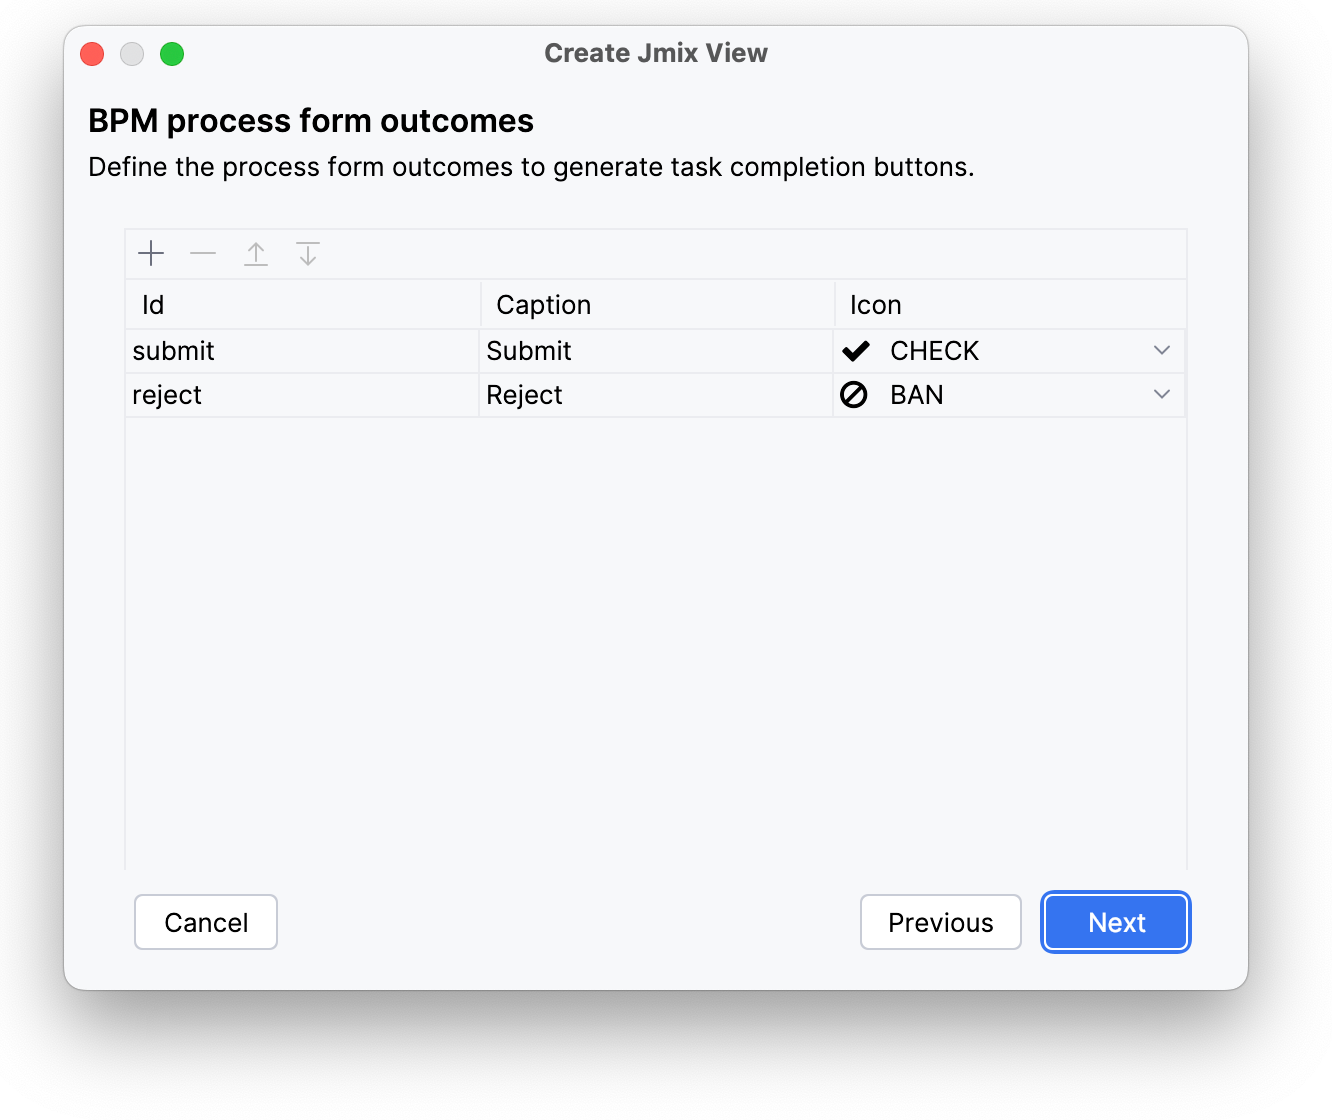 Create Jmix View
BPM process form outcomes
Define the process form outcomes to generate task completion buttons.
Id Caption Icon
submit Submit CHECK
reject Reject BAN
Cancel Previous Next